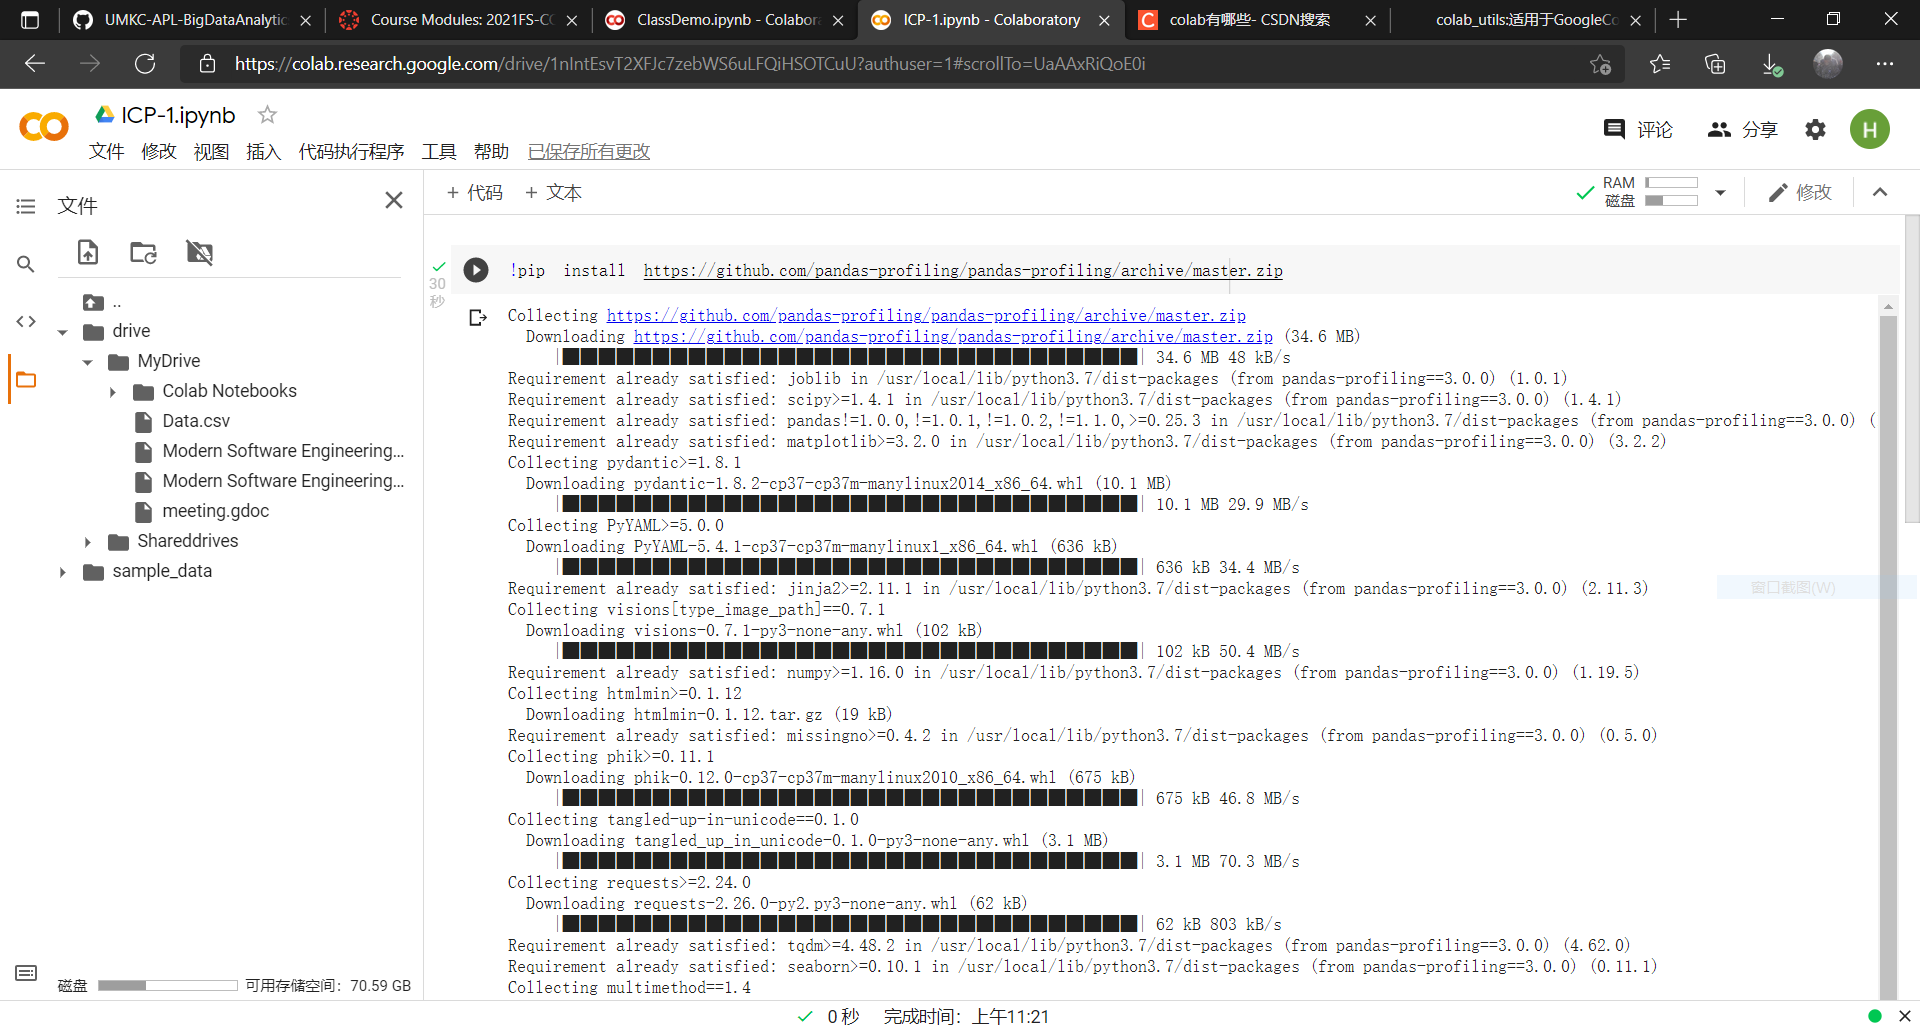 UMKC-APL-BigDataAnalytic
Course Modules: 2021FS-CO
ClassDemo.ipynb - Colabora
ICP-1.ipynb - Colaboratory
colab有哪些- CSDN搜索
colab_utils:适用于GoogleCo
https://colab.research.google.com/drive/1nIntEsvT2XFJc7zebWS6uLFQiHSOTCuU?authuser=1#scrollTo=UaAAxRiQoE0i
ICP-1.ipynb
评论
分享
H
文件 修改 视图 插入 代码执行程序 工具 帮助 已保存所有更改
文件
+ 代码 + 文本
RAM
磁盘
修改
..
drive
MyDrive
Colab Notebooks
Data.csv
Modern Software Engineering...
Modern Software Engineering...
meeting.gdoc
Shareddrives
sample_data
磁盘 可用存储空间：70.59 GB
30
秒
!pip install https://github.com/pandas-profiling/pandas-profiling/archive/master.zip
Collecting https://github.com/pandas-profiling/pandas-profiling/archive/master.zip
Downloading https://github.com/pandas-profiling/pandas-profiling/archive/master.zip (34.6 MB)
34.6 MB 48 kB/s
Requirement already satisfied: joblib in /usr/local/lib/python3.7/dist-packages (from pandas-profiling==3.0.0) (1.0.1)
Requirement already satisfied: scipy>=1.4.1 in /usr/local/lib/python3.7/dist-packages (from pandas-profiling==3.0.0) (1.4.1)
Requirement already satisfied: pandas!=1.0.0,!=1.0.1,!=1.0.2,!=1.1.0,>=0.25.3 in /usr/local/lib/python3.7/dist-packages (from pandas-profiling==3.0.0) (
Requirement already satisfied: matplotlib>=3.2.0 in /usr/local/lib/python3.7/dist-packages (from pandas-profiling==3.0.0) (3.2.2)
Collecting pydantic>=1.8.1
Downloading pydantic-1.8.2-cp37-cp37m-manylinux2014_x86_64.whl (10.1 MB)
10.1 MB 29.9 MB/s
Collecting PyYAML>=5.0.0
Downloading PyYAML-5.4.1-cp37-cp37m-manylinux1_x86_64.whl (636 kB)
636 kB 34.4 MB/s
Requirement already satisfied: jinja2>=2.11.1 in /usr/local/lib/python3.7/dist-packages (from pandas-profiling==3.0.0) (2.11.3)
窗口截图(W)
Collecting visions[type_image_path]==0.7.1
Downloading visions-0.7.1-py3-none-any.whl (102 kB)
102 kB 50.4 MB/s
Requirement already satisfied: numpy>=1.16.0 in /usr/local/lib/python3.7/dist-packages (from pandas-profiling==3.0.0) (1.19.5)
Collecting htmlmin>=0.1.12
Downloading htmlmin-0.1.12.tar.gz (19 kB)
Requirement already satisfied: missingno>=0.4.2 in /usr/local/lib/python3.7/dist-packages (from pandas-profiling==3.0.0) (0.5.0)
Collecting phik>=0.11.1
Downloading phik-0.12.0-cp37-cp37m-manylinux2010_x86_64.whl (675 kB)
675 kB 46.8 MB/s
Collecting tangled-up-in-unicode==0.1.0
Downloading tangled_up_in_unicode-0.1.0-py3-none-any.whl (3.1 MB)
3.1 MB 70.3 MB/s
Collecting requests>=2.24.0
Downloading requests-2.26.0-py2.py3-none-any.whl (62 kB)
62 kB 803 kB/s
Requirement already satisfied: tqdm>=4.48.2 in /usr/local/lib/python3.7/dist-packages (from pandas-profiling==3.0.0) (4.62.0)
Requirement already satisfied: seaborn>=0.10.1 in /usr/local/lib/python3.7/dist-packages (from pandas-profiling==3.0.0) (0.11.1)
Collecting multimethod==1.4
0 秒 完成时间：上午11:21